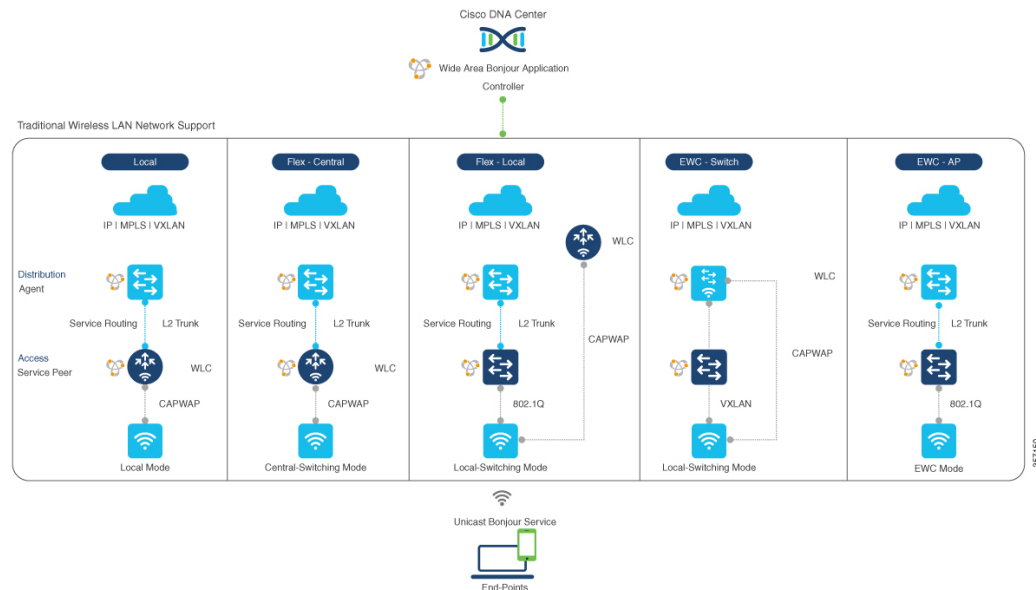 Cisco DNA Center
Wide Area Bonjour Application
Controller
Traditional Wireless LAN Network Support
Local
Flex - Central
Flex - Local
EWC - Switch
EWC - AP
IP | MPLS | VXLAN
IP | MPLS | VXLAN
IP | MPLS | VXLAN
IP | MPLS | VXLAN
IP | MPLS | VXLAN
WLC
Distribution
Agent
WLC
Service Routing
L2 Trunk
Service Routing
L2 Trunk
Service Routing
L2 Trunk
Service Routing
L2 Trunk
CAPWAP
CAPWAP
Access
Service Peer
WLC
WLC
CAPWAP
CAPWAP
802.1Q
VXLAN
802.1Q
Local Mode
Central-Switching Mode
Local-Switching Mode
Local-Switching Mode
EWC Mode
Unicast Bonjour Service
End-Points